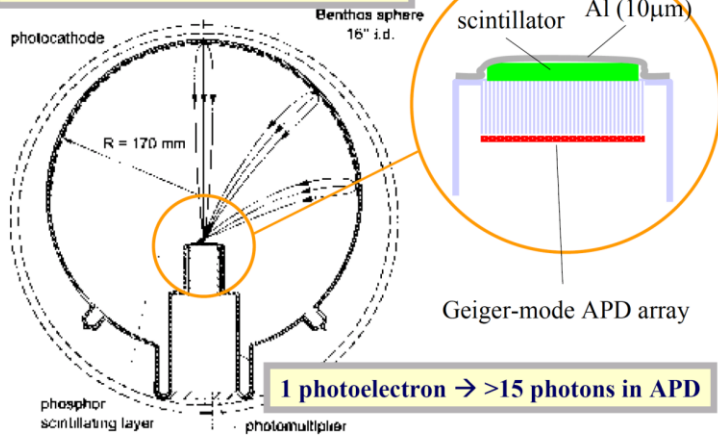 Benthos sphere
16" i.d.
photocathode
R = 170 mm
scintillator
Al (10μm)
Geiger-mode APD array
1 photoelectron → >15 photons in APD
phosphor
scintillating layer
photomultiplier